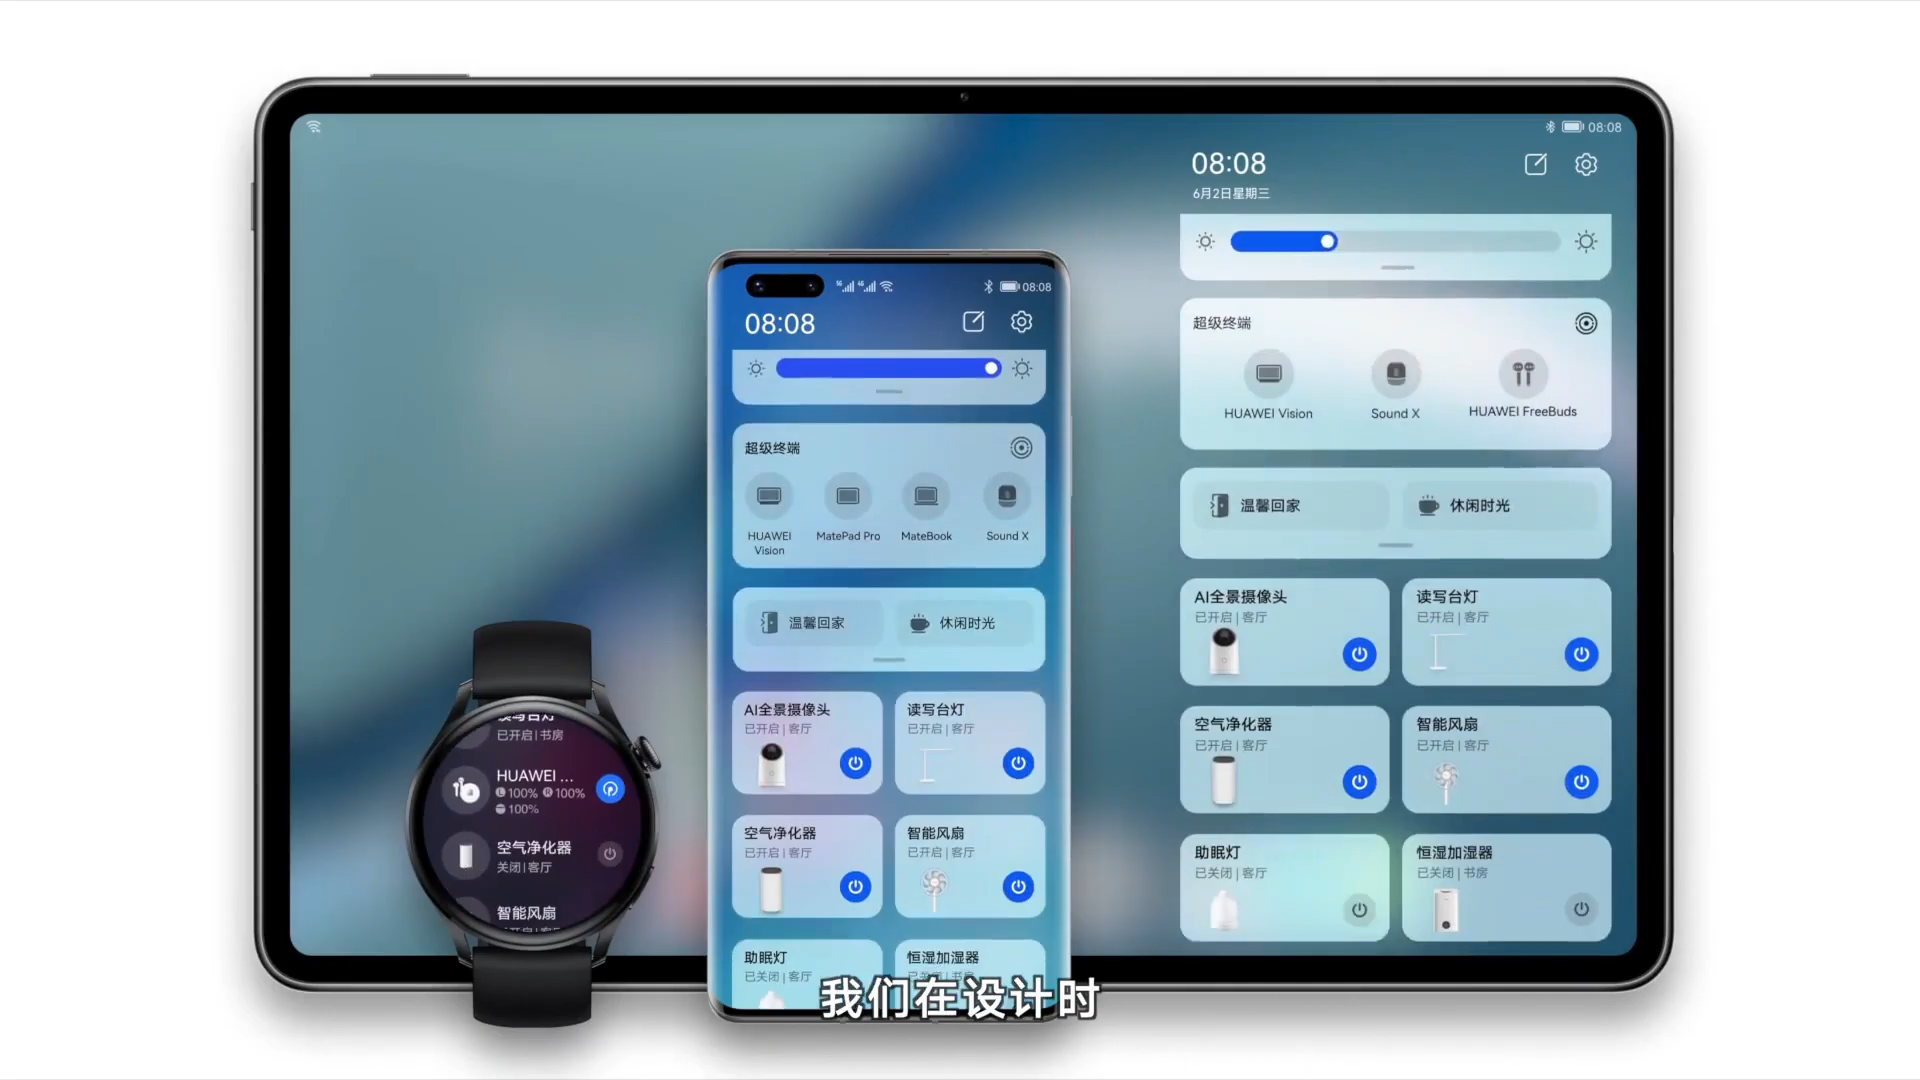 08:08
08:08
6月2日星期三
超级终端
HUAWEI Vision
Sound X
HUAWEI FreeBuds
温馨回家
休闲时光
AI全景摄像头
已开启 | 客厅
读写台灯
已开启 | 客厅
空气净化器
已开启 | 客厅
智能风扇
已开启 | 客厅
助眠灯
已关闭 | 客厅
恒湿加湿器
已关闭 | 书房
08:08
08:08
超级终端
HUAWEI
Vision
MatePad Pro
MateBook
Sound X
温馨回家
休闲时光
AI全景摄像头
已开启 | 客厅
读写台灯
已开启 | 客厅
空气净化器
已开启 | 客厅
智能风扇
已开启 | 客厅
助眠灯
已关闭 | 客厅
恒湿加湿器
读写台灯
已开启 | 书房
HUAWEI ...
L 100% R 100%
100%
空气净化器
关闭 | 客厅
智能风扇
我们在设计时